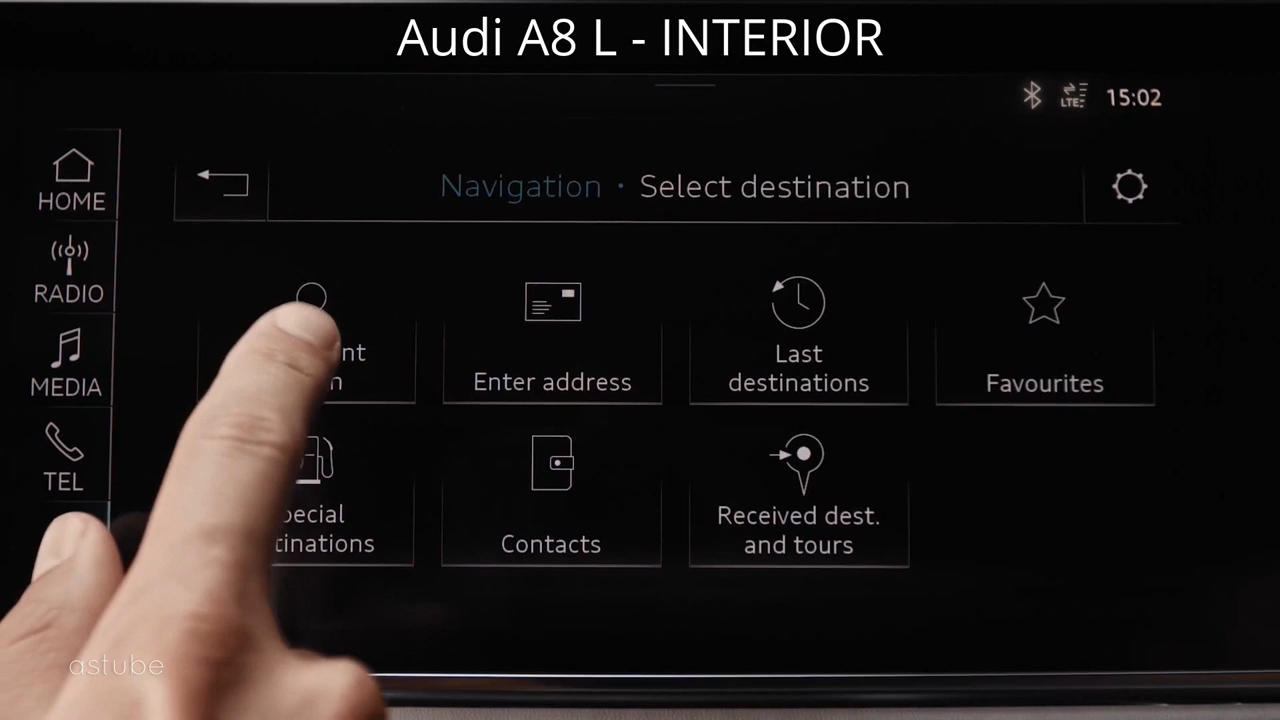 Audi A8 L - INTERIOR
LTE
15:02
HOME
Navigation · Select destination
RADIO
MEDIA
Enter address
Last
destinations
Favourites
TEL
Contacts
Received dest.
and tours
astube